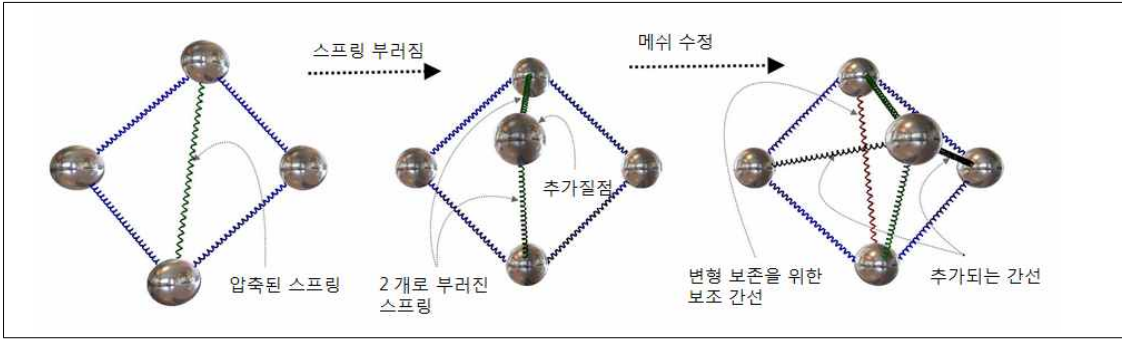 스프링 부러짐
메쉬 수정
추가질점
압축된 스프링
2 개로 부러진
스프링
변형 보존을 위한
보조 간선
추가되는 간선